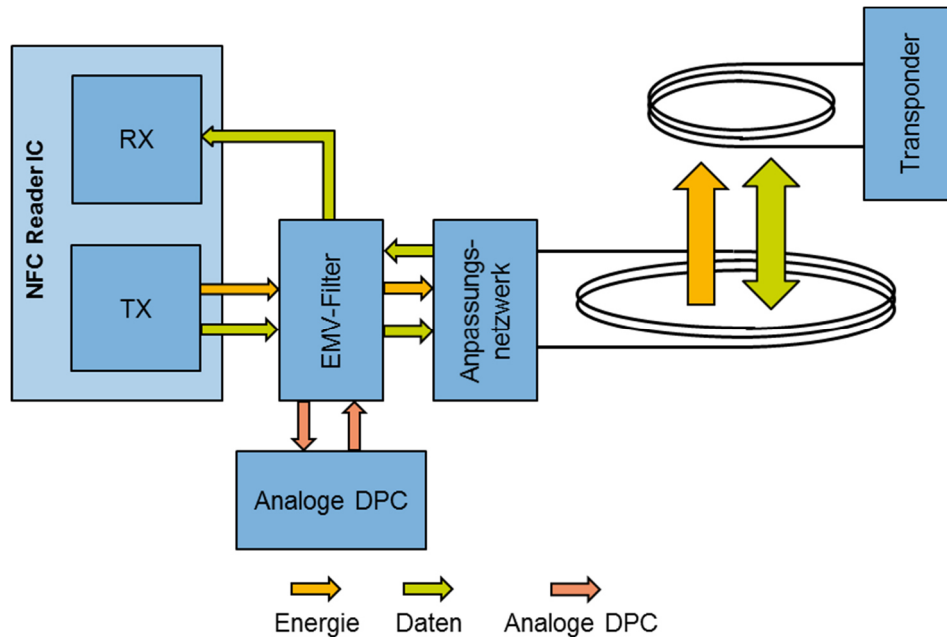 NFC Reader IC
RX
TX
EMV-Filter
Anpassungs-
netzwerk
Transponder
Analoge DPC
Energie
Daten
Analoge DPC